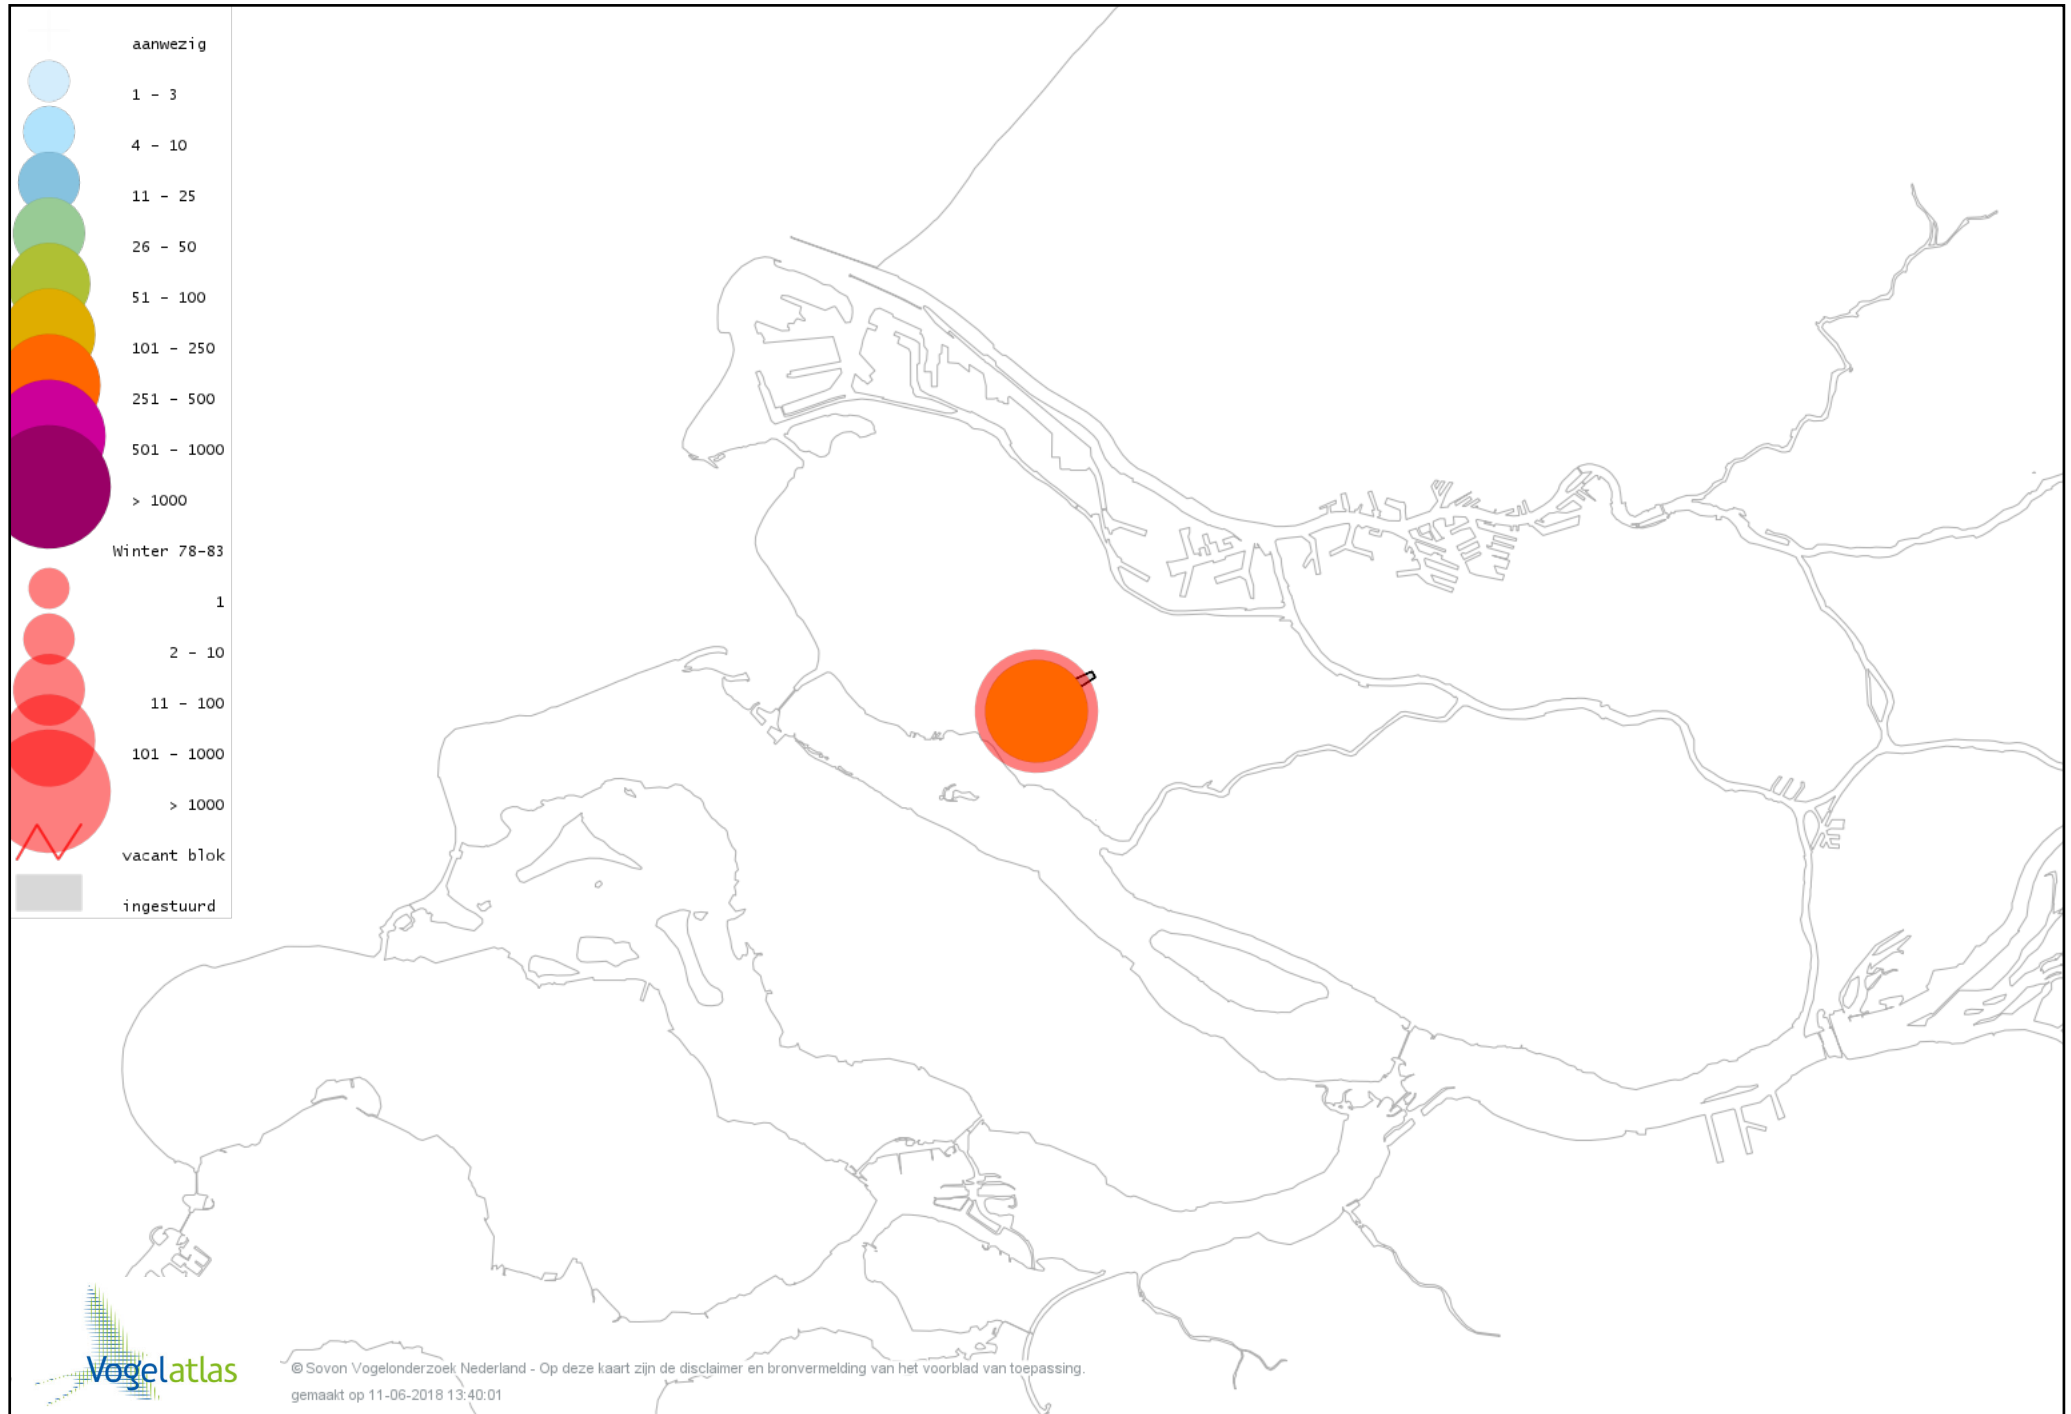 aanwezig
1 - 3
4 - 10
11 - 25
26 - 50
51 - 100
101 - 250
251 - 500
501 - 1000
> 1000
Winter 78-83
1
2 - 10
11 - 100
101 - 1000
> 1000
vacant blok
ingestuurd
Vogelatlas
© Sovon Vogelonderzoek Nederland - Op deze kaart zijn de disclaimer en bronvermelding van het voorblad van toepassing.
gemaakt op 11-06-2018 13:40:01